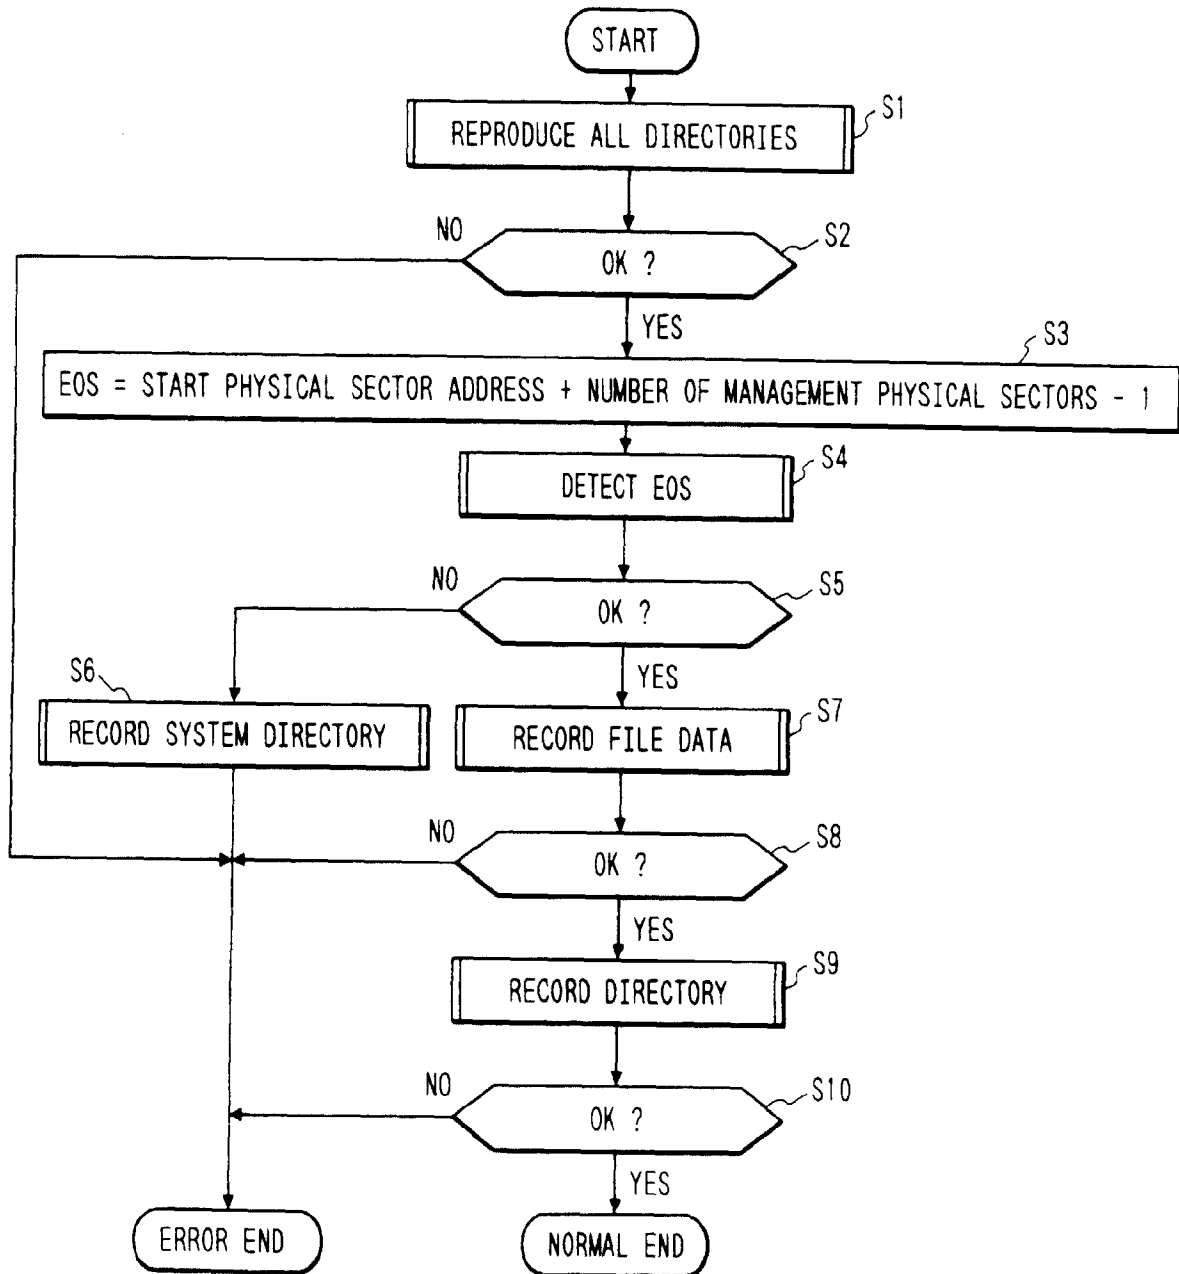 START
REPRODUCE ALL DIRECTORIES
S1
NO
OK ?
S2
YES
S3
EOS = START PHYSICAL SECTOR ADDRESS + NUMBER OF MANAGEMENT PHYSICAL SECTORS - 1
DETECT EOS
S4
NO
OK ?
S5
YES
S6
RECORD SYSTEM DIRECTORY
RECORD FILE DATA
S7
NO
OK ?
S8
YES
RECORD DIRECTORY
S9
NO
OK ?
S10
YES
ERROR END
NORMAL END